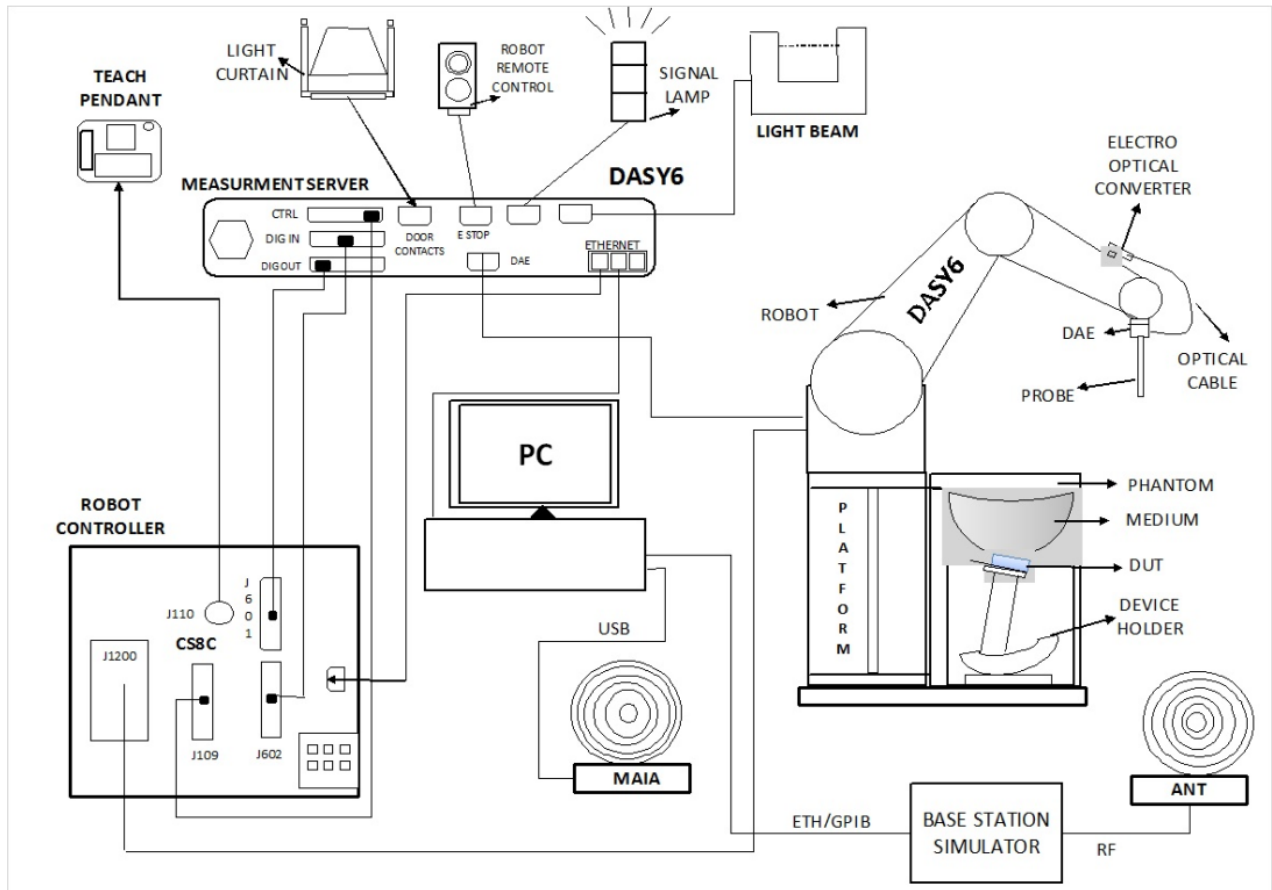 LIGHT
CURTAIN
ROBOT
REMOTE
CONTROL
SIGNAL
LAMP
LIGHT BEAM
TEACH
PENDANT
MEASURMENT SERVER
DASY6
CTRL
DIG IN
DIG OUT
DOOR
CONTACTS
E STOP
DAE
ETHERNET
ELECTRO
OPTICAL
CONVERTER
ROBOT
DASY6
DAE
OPTICAL
CABLE
PROBE
PC
PLATFORM
PHANTOM
MEDIUM
DUT
DEVICE
HOLDER
ROBOT
CONTROLLER
J110
J601
CS8C
J1200
J109
J602
USB
MAIA
ETH/GPIB
BASE STATION
SIMULATOR
RF
ANT